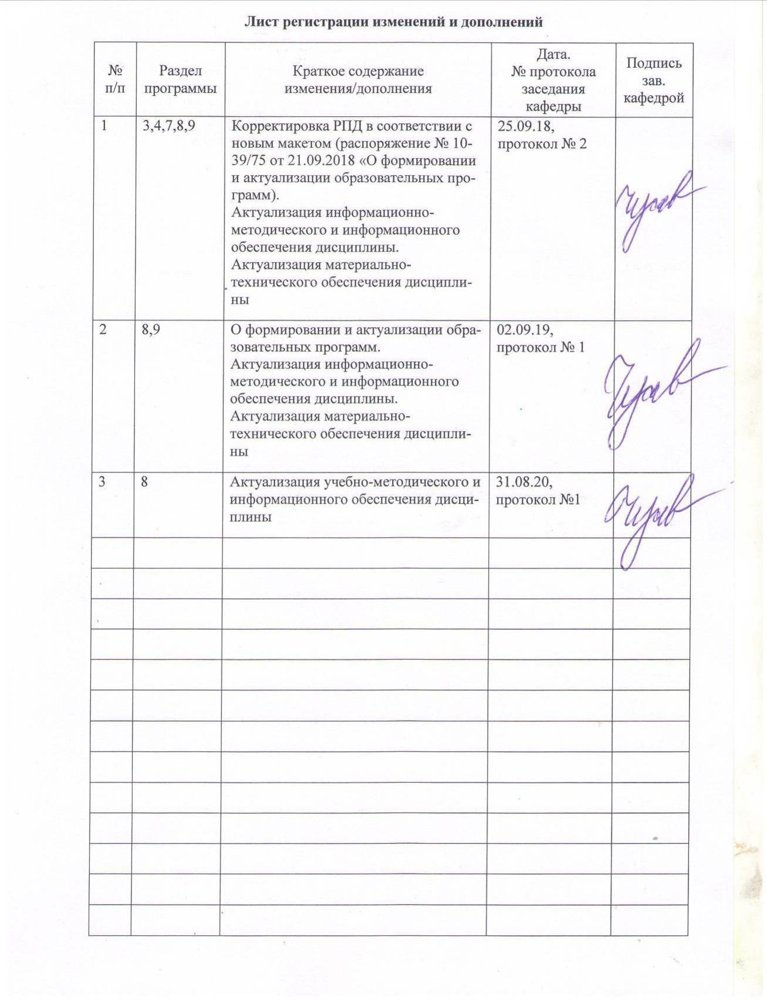 Лист регистрации изменений и дополнений
№
п/п
Раздел
программы
Краткое содержание
изменения/дополнения
Дата.
№ протокола
заседания
кафедры
Подпись
зав.
кафедрой
1
3,4,7,8,9
Корректировка РПД в соответствии с
новым макетом (распоряжение № 10-
39/75 от 21.09.2018 «О формировании
и актуализации образовательных про-
грамм).
Актуализация информационно-
методического и информационного
обеспечения дисциплины.
Актуализация материально-
технического обеспечения дисципли-
ны
25.09.18,
протокол № 2
2
8,9
О формировании и актуализации обра-
зовательных программ.
Актуализация информационно-
методического и информационного
обеспечения дисциплины.
Актуализация материально-
технического обеспечения дисципли-
ны
02.09.19,
протокол № 1
3
8
Актуализация учебно-методического и
информационного обеспечения дисци-
плины
31.08.20,
протокол №1